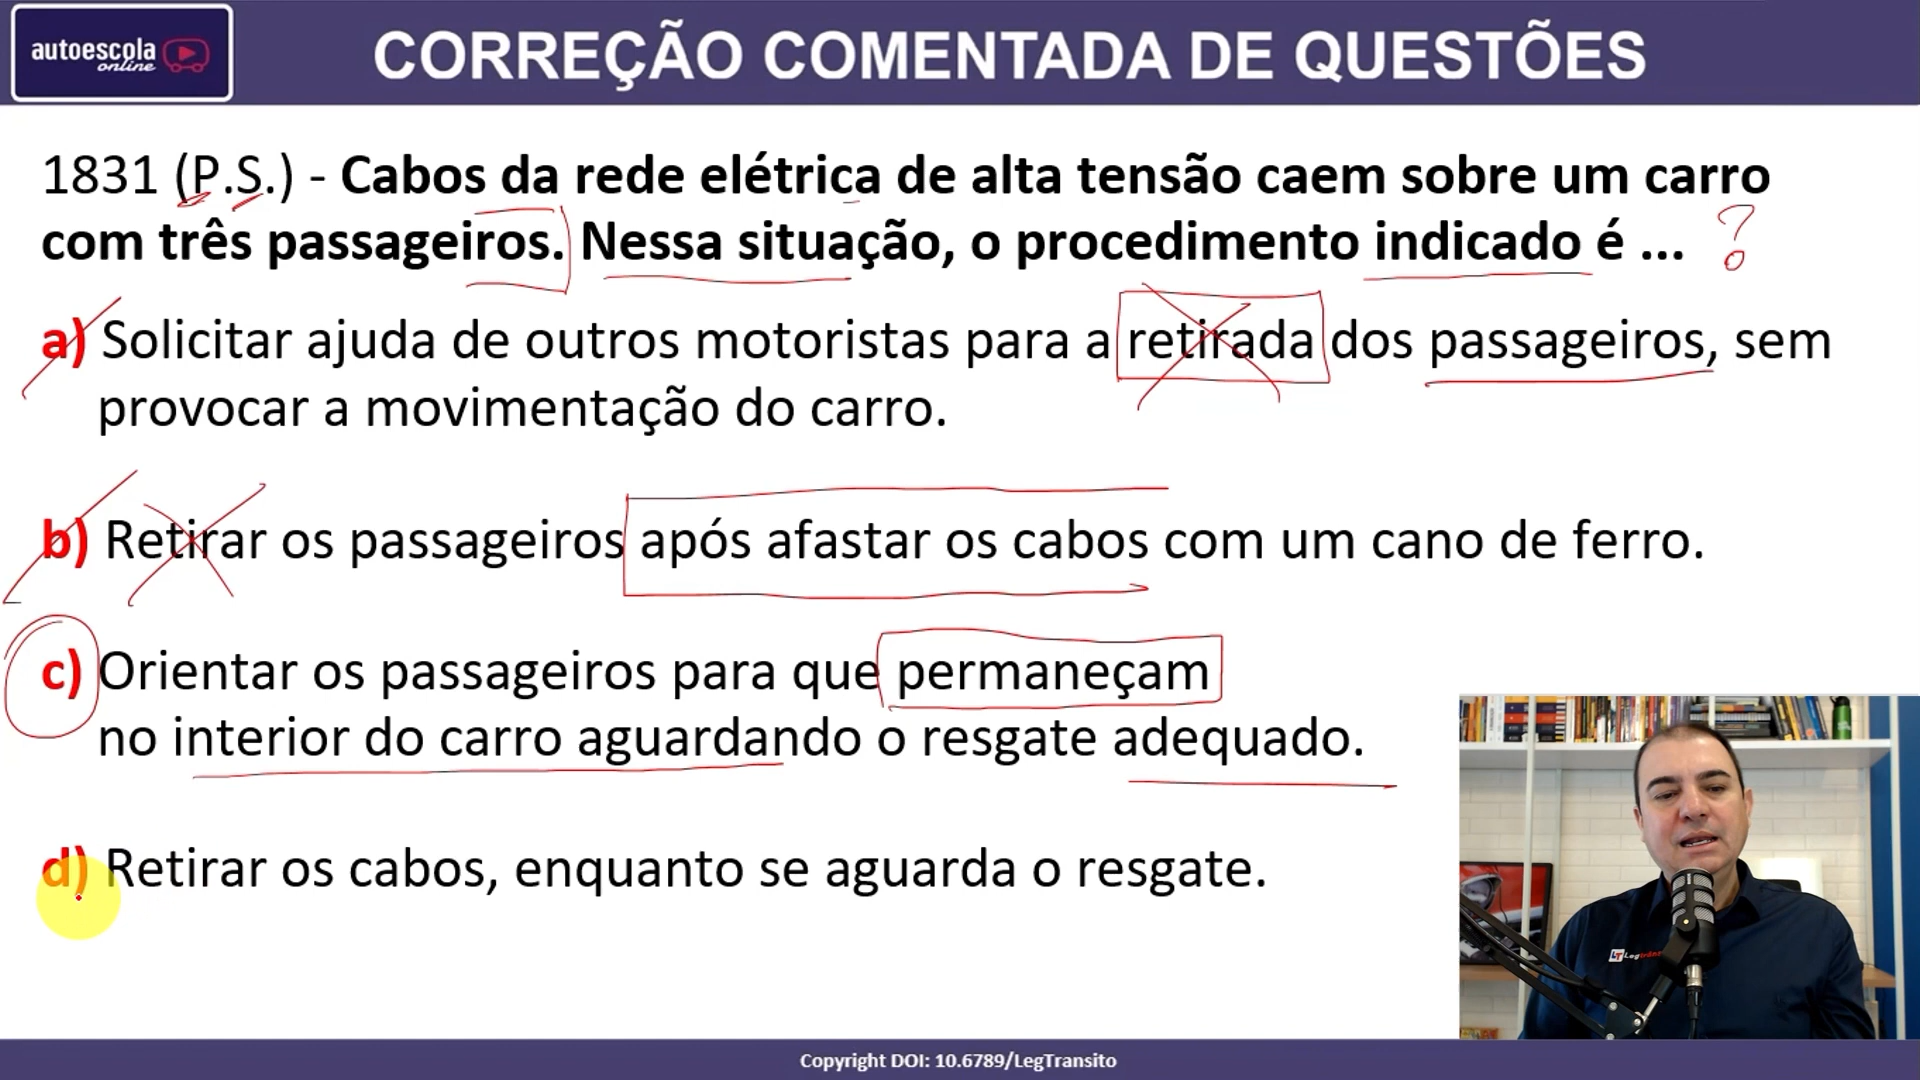 autoescola
online
CORREÇÃO COMENTADA DE QUESTÕES
1831 (P.S.) - Cabos da rede elétrica de alta tensão caem sobre um carro
com três passageiros. Nessa situação, o procedimento indicado é ... ?
a) Solicitar ajuda de outros motoristas para a retirada dos passageiros, sem
provocar a movimentação do carro.
b) Retirar os passageiros após afastar os cabos com um cano de ferro.
c) Orientar os passageiros para que permaneçam
no interior do carro aguardando o resgate adequado.
d) Retirar os cabos, enquanto se aguarda o resgate.
Copyright DOI: 10.6789/LegTransito